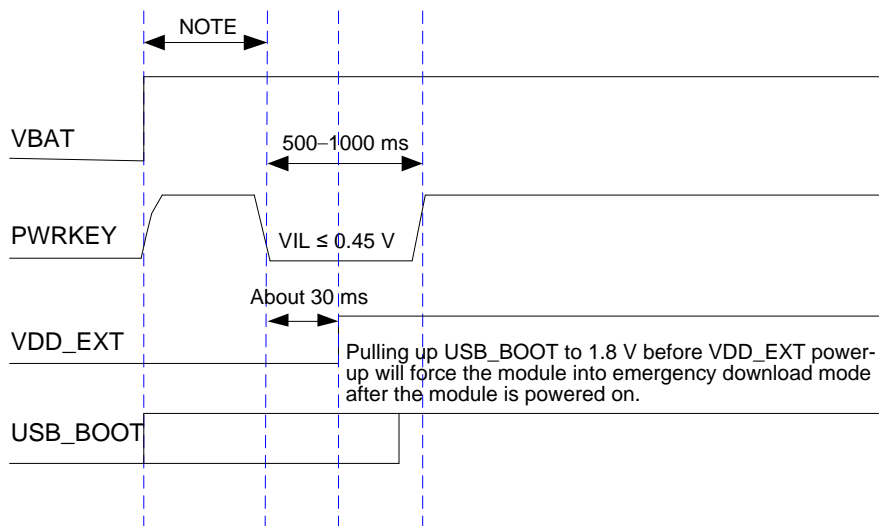 NOTE
VBAT
500–1000 ms
PWRKEY
VIL ≤ 0.45 V
About 30 ms
VDD_EXT
Pulling up USB_BOOT to 1.8 V before VDD_EXT power-
up will force the module into emergency download mode
after the module is powered on.
USB_BOOT